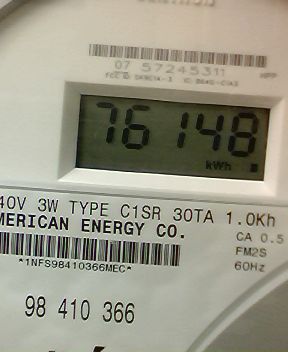 07 57245311
76148
kWh
40V 3W TYPE C1SR 30TA 1.0Kh
MERICAN ENERGY CO.
CA 0.5
FM2S
60Hz
*1NFS98410366MEC*
98 410 366